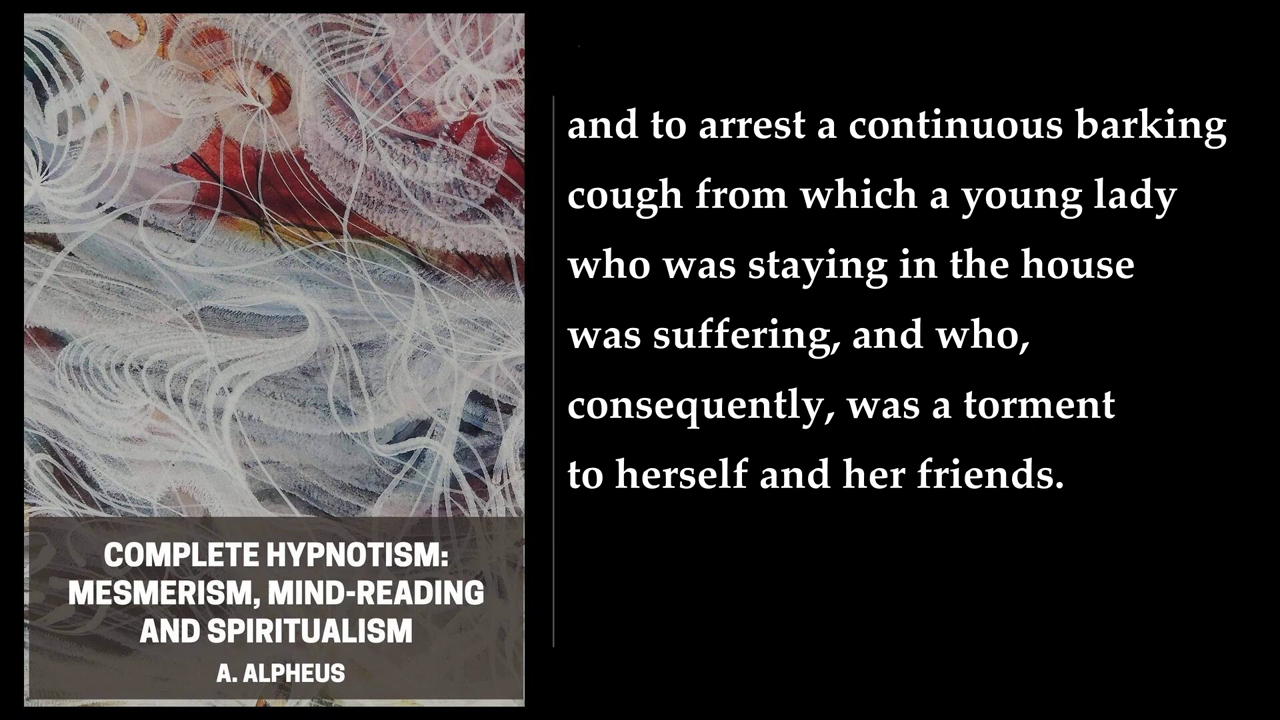 and to arrest a continuous barking
cough from which a young lady
who was staying in the house
was suffering, and who,
consequently, was a torment
to herself and her friends.
COMPLETE HYPNOTISM:
MESMERISM, MIND-READING
AND SPIRITUALISM
A. ALPHEUS